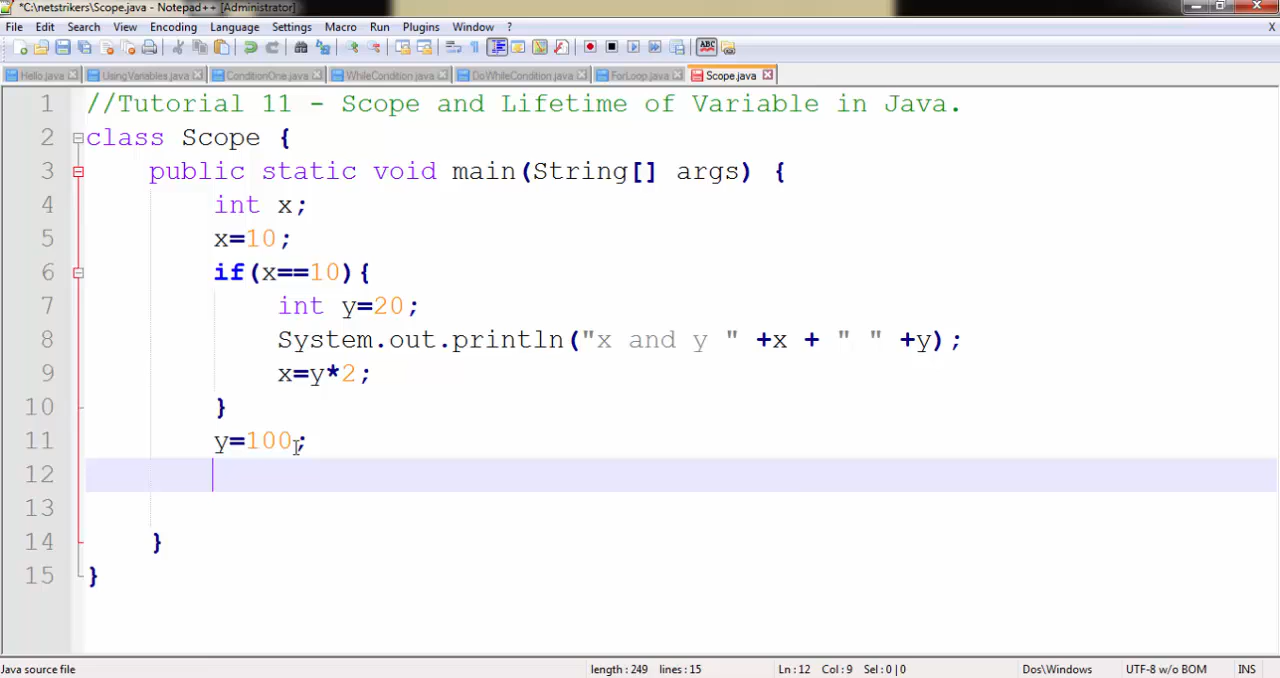 *C:\netstrikers\Scope.java - Notepad++ [Administrator]
File Edit Search View Encoding Language Settings Macro Run Plugins Window ? X
Hello.java UsingVariables.java ConditionOne.java WhileCondition.java DoWhileCondition.java ForLoop.java Scope.java
1 //Tutorial 11 - Scope and Lifetime of Variable in Java.
2 class Scope {
3 public static void main(String[] args) {
4 int x;
5 x=10;
6 if(x==10){
7 int y=20;
8 System.out.println("x and y " +x + " " +y);
9 x=y*2;
10 }
11 y=100;
12
13
14 }
15 }
Java source file length : 249 lines : 15 Ln : 12 Col : 9 Sel : 0 | 0 Dos\Windows UTF-8 w/o BOM INS